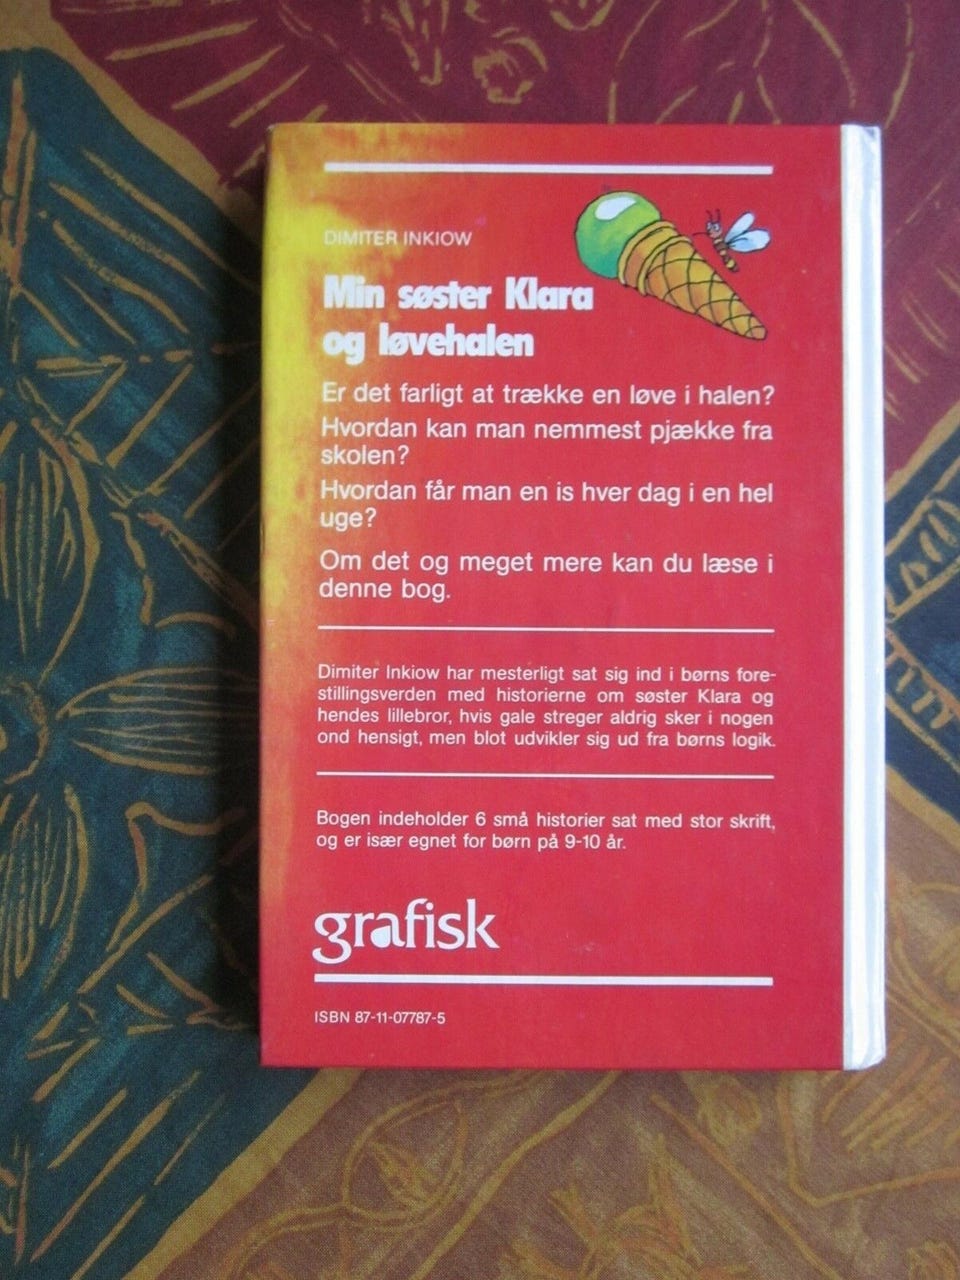 DIMITER INKIOW
Min søster Klara
og løvehalen
Er det farligt at trække en løve i halen?
Hvordan kan man nemmest pjække fra
skolen?
Hvordan får man en is hver dag i en hel
uge?
Om det og meget mere kan du læse i
denne bog.
Dimiter Inkiow har mesterligt sat sig ind i børns fore-
stillingsverden med historierne om søster Klara og
hendes lillebror, hvis gale streger aldrig sker i nogen
ond hensigt, men blot udvikler sig ud fra børns logik.
Bogen indeholder 6 små historier sat med stor skrift,
og er især egnet for børn på 9-10 år.
grafisk
ISBN 87-11-07787-5